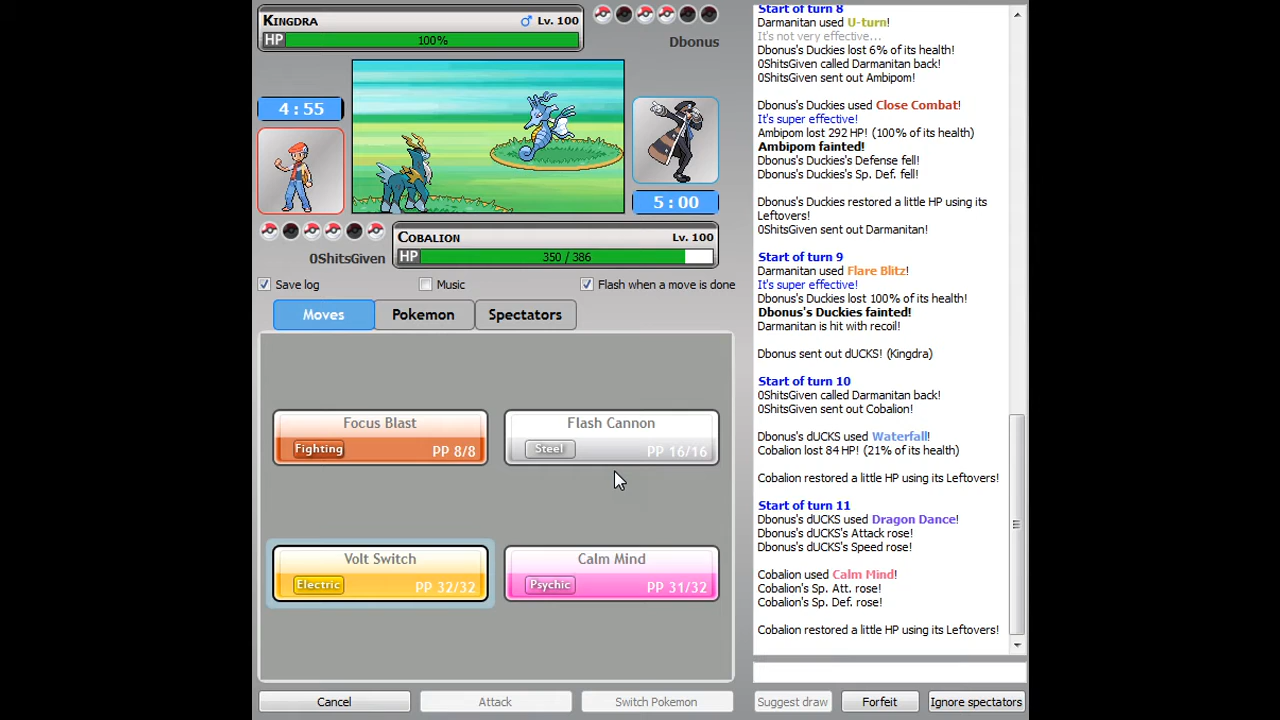 KINGDRA
♂ Lv. 100
HP 100%
Dbonus
4:55
5:00
COBALION
Lv. 100
0ShitsGiven
HP 350 / 386
Save log
Music
Flash when a move is done
Moves
Pokemon
Spectators
Focus Blast
Fighting PP 8/8
Flash Cannon
Steel PP 16/16
Volt Switch
Electric PP 32/32
Calm Mind
Psychic PP 31/32
Cancel
Attack
Switch Pokemon
Start of turn 8
Darmanitan used U-turn!
It's not very effective...
Dbonus's Duckies lost 6% of its health!
0ShitsGiven called Darmanitan back!
0ShitsGiven sent out Ambipom!
Dbonus's Duckies used Close Combat!
It's super effective!
Ambipom lost 292 HP! (100% of its health)
Ambipom fainted!
Dbonus's Duckies's Defense fell!
Dbonus's Duckies's Sp. Def. fell!
Dbonus's Duckies restored a little HP using its
Leftovers!
0ShitsGiven sent out Darmanitan!
Start of turn 9
Darmanitan used Flare Blitz!
It's super effective!
Dbonus's Duckies lost 100% of its health!
Dbonus's Duckies fainted!
Darmanitan is hit with recoil!
Dbonus sent out dUCKS! (Kingdra)
Start of turn 10
0ShitsGiven called Darmanitan back!
0ShitsGiven sent out Cobalion!
Dbonus's dUCKS used Waterfall!
Cobalion lost 84 HP! (21% of its health)
Cobalion restored a little HP using its Leftovers!
Start of turn 11
Dbonus's dUCKS used Dragon Dance!
Dbonus's dUCKS's Attack rose!
Dbonus's dUCKS's Speed rose!
Cobalion used Calm Mind!
Cobalion's Sp. Att. rose!
Cobalion's Sp. Def. rose!
Cobalion restored a little HP using its Leftovers!
Suggest draw
Forfeit
Ignore spectators